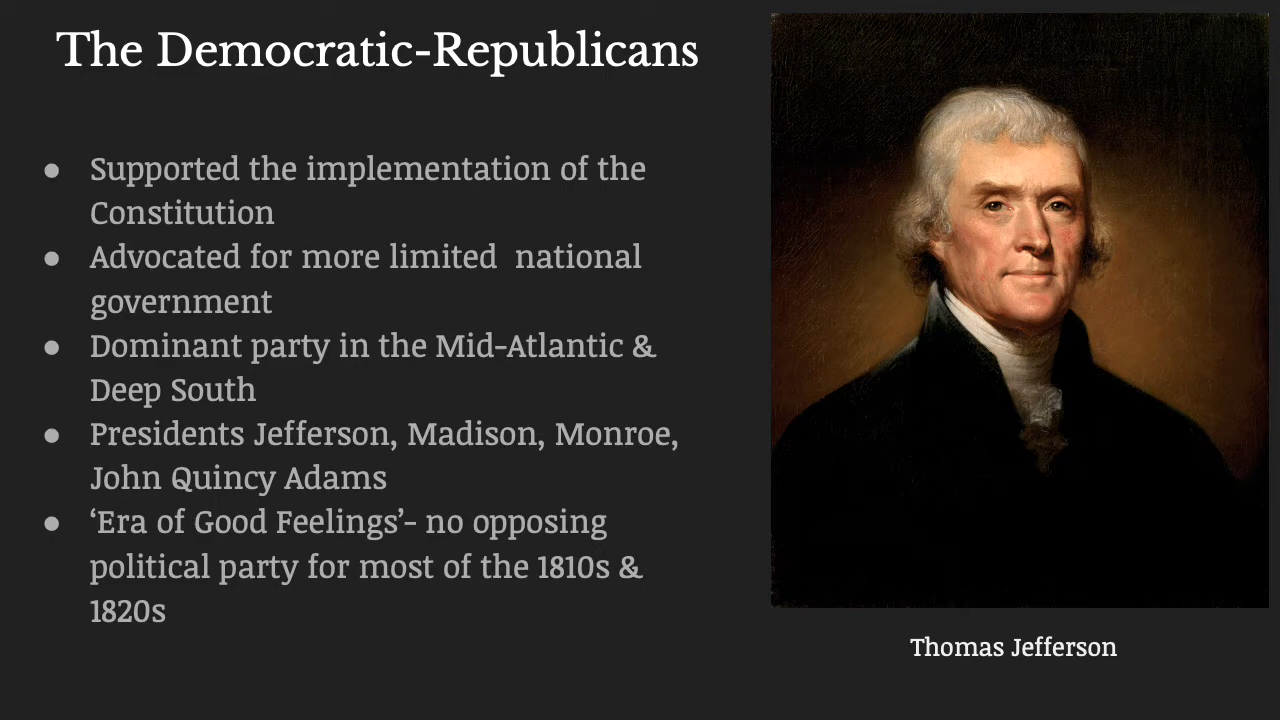 The Democratic-Republicans
● Supported the implementation of the
Constitution
● Advocated for more limited  national
government
● Dominant party in the Mid-Atlantic &
Deep South
● Presidents Jefferson, Madison, Monroe,
John Quincy Adams
● ‘Era of Good Feelings’- no opposing
political party for most of the 1810s &
1820s
Thomas Jefferson